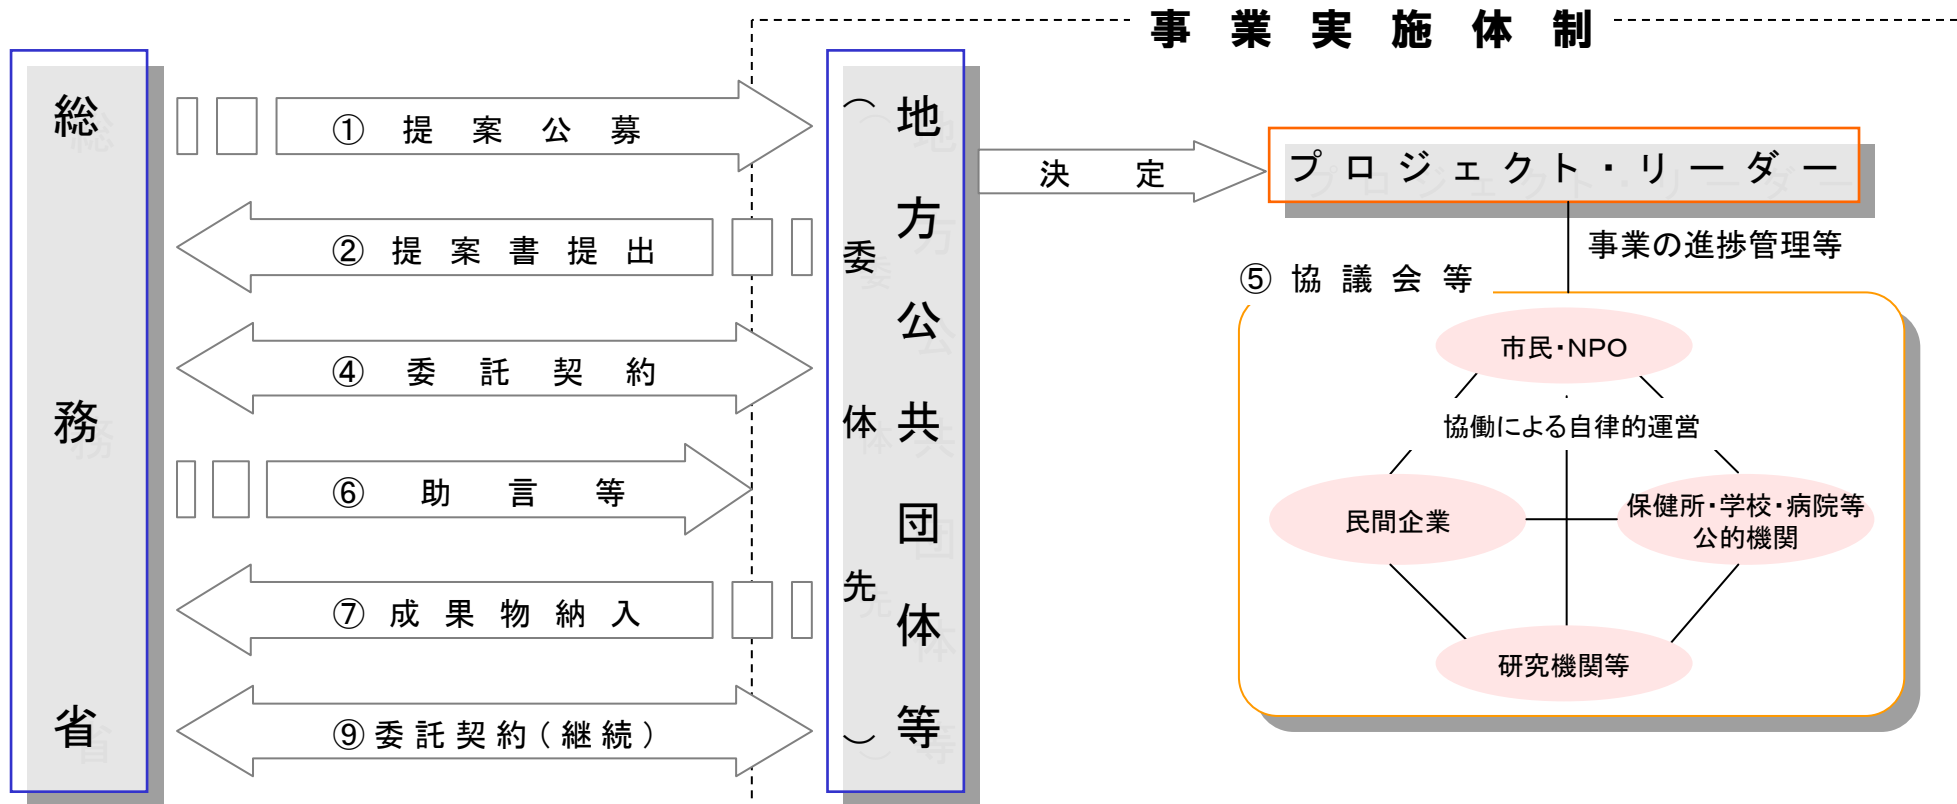 事業実施体制
総務省
①提案公募
②提案書提出
④委託契約
⑥助言等
⑦成果物納入
⑨委託契約（継続）
地方公共団体等
（委体先）
決定
プロジェクト・リーダー
事業の進捗管理等
⑤協議会等
市民・NPO
協働による自律的運営
民間企業
保健所・学校・病院等
公的機関
研究機関等